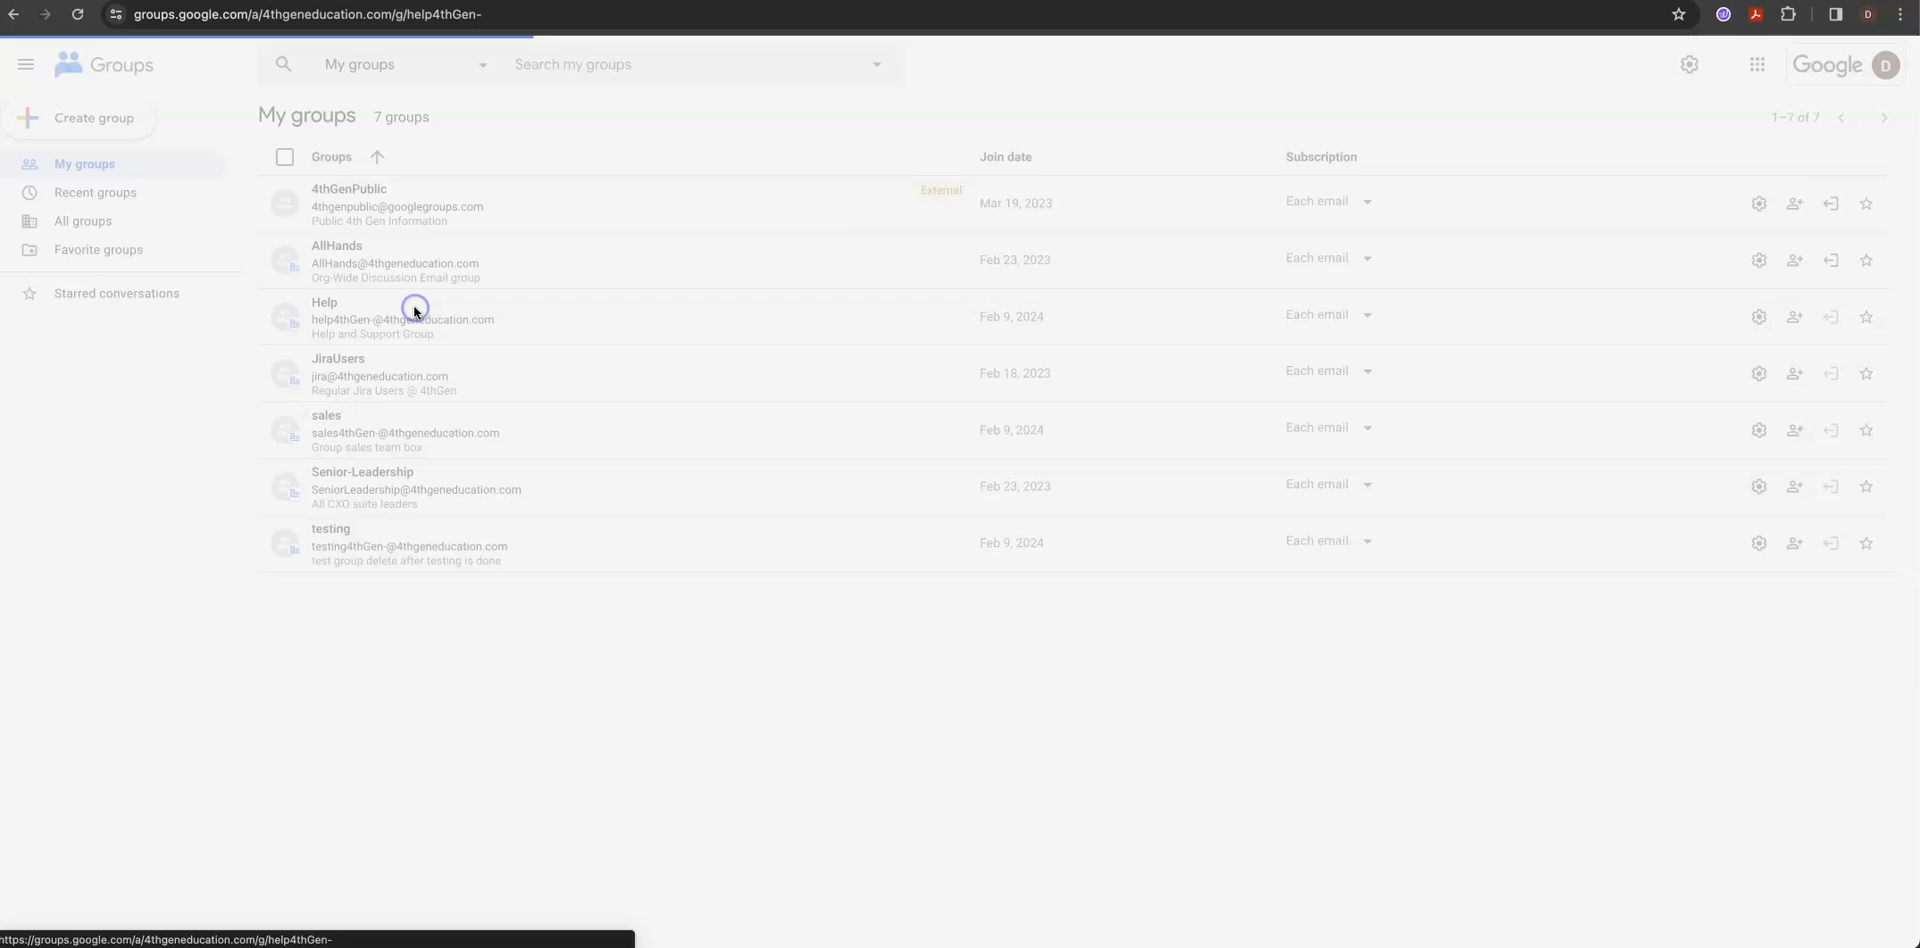 groups.google.com/a/4thgeneducation.com/g/help4thGen-
D
Groups
My groups
Search my groups
Google
D
Create group
My groups
Recent groups
All groups
Favorite groups
Starred conversations
My groups 7 groups
1–7 of 7
Groups
Join date
Subscription
4thGenPublic
4thgenpublic@googlegroups.com
Public 4th Gen Information
External
Mar 19, 2023
Each email
AllHands
AllHands@4thgeneducation.com
Org-Wide Discussion Email group
Feb 23, 2023
Each email
Help
help4thGen-@4thgeneducation.com
Help and Support Group
Feb 9, 2024
Each email
JiraUsers
jira@4thgeneducation.com
Regular Jira Users @ 4thGen
Feb 18, 2023
Each email
sales
sales4thGen-@4thgeneducation.com
Group sales team box
Feb 9, 2024
Each email
Senior-Leadership
SeniorLeadership@4thgeneducation.com
All CXO suite leaders
Feb 23, 2023
Each email
testing
testing4thGen-@4thgeneducation.com
test group delete after testing is done
Feb 9, 2024
Each email
https://groups.google.com/a/4thgeneducation.com/g/help4thGen-